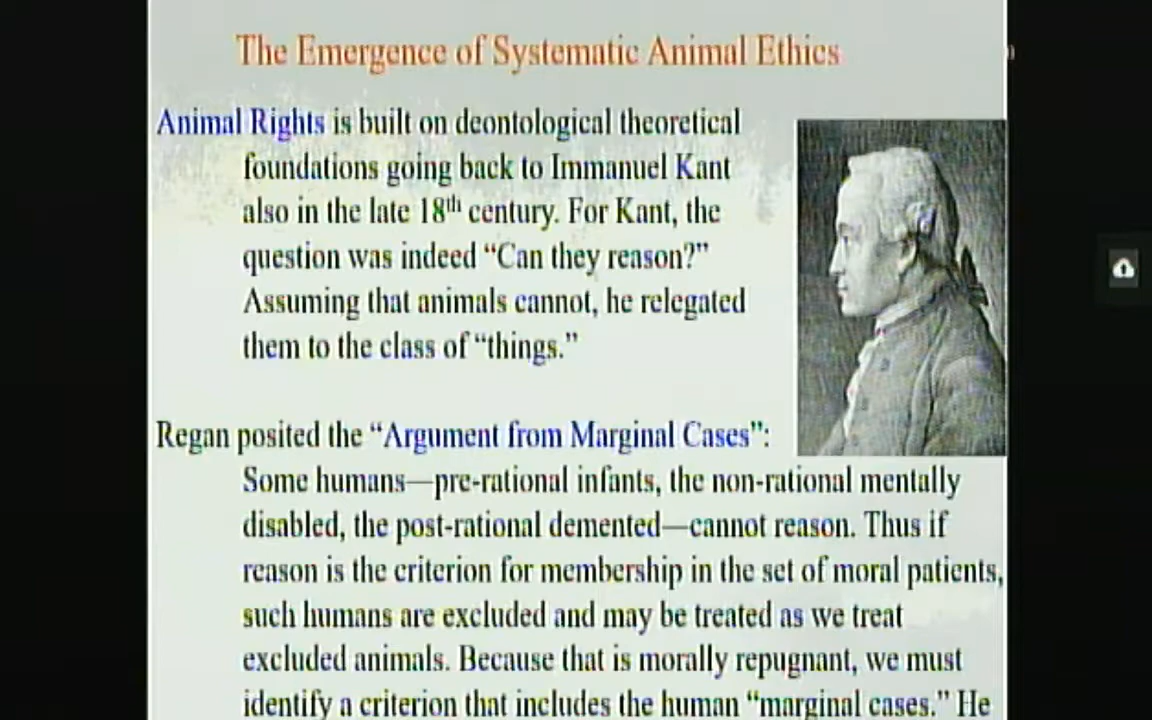 The Emergence of Systematic Animal Ethics
Animal Rights is built on deontological theoretical
foundations going back to Immanuel Kant
also in the late 18th century. For Kant, the
question was indeed “Can they reason?”
Assuming that animals cannot, he relegated
them to the class of “things.”
Regan posited the “Argument from Marginal Cases”:
Some humans—pre-rational infants, the non-rational mentally
disabled, the post-rational demented—cannot reason. Thus if
reason is the criterion for membership in the set of moral patients,
such humans are excluded and may be treated as we treat
excluded animals. Because that is morally repugnant, we must
identify a criterion that includes the human “marginal cases.” He